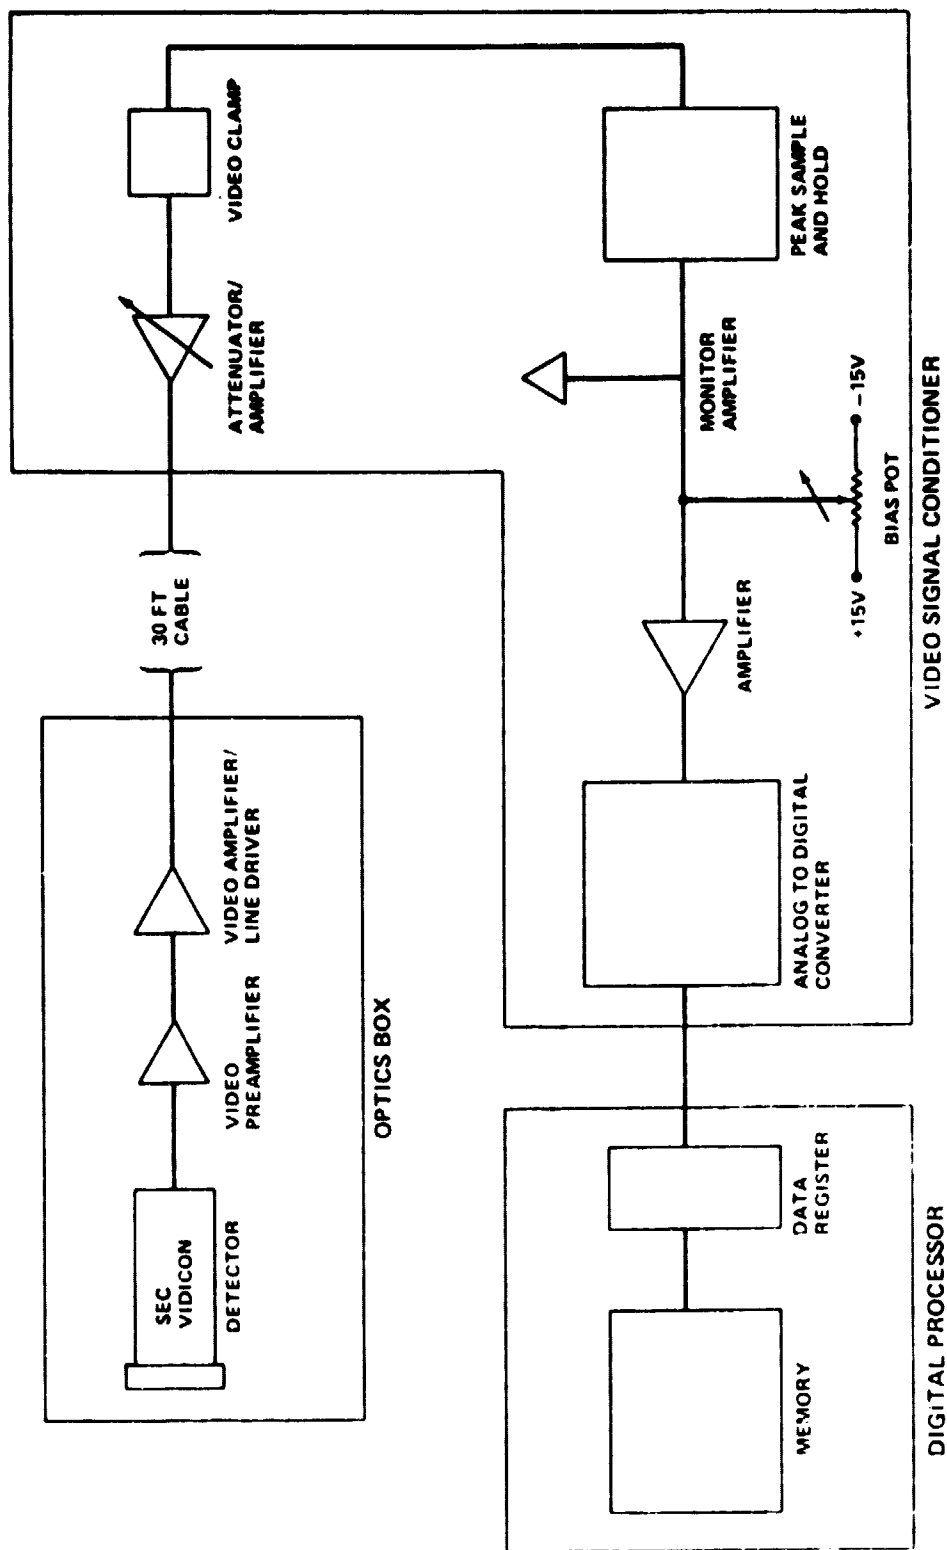 SEC
VIDICON
DETECTOR
VIDEO
PREAMPLIFIER
VIDEO AMPLIFIER/
LINE DRIVER
30 FT
CABLE
ATTENUATOR/
AMPLIFIER
VIDEO CLAMP
OPTICS BOX
MEMORY
DATA
REGISTER
ANALOG TO DIGITAL
CONVERTER
AMPLIFIER
MONITOR
AMPLIFIER
PEAK SAMPLE
AND HOLD
+15V
-15V
BIAS POT
DIGITAL PROCESSOR
VIDEO SIGNAL CONDITIONER